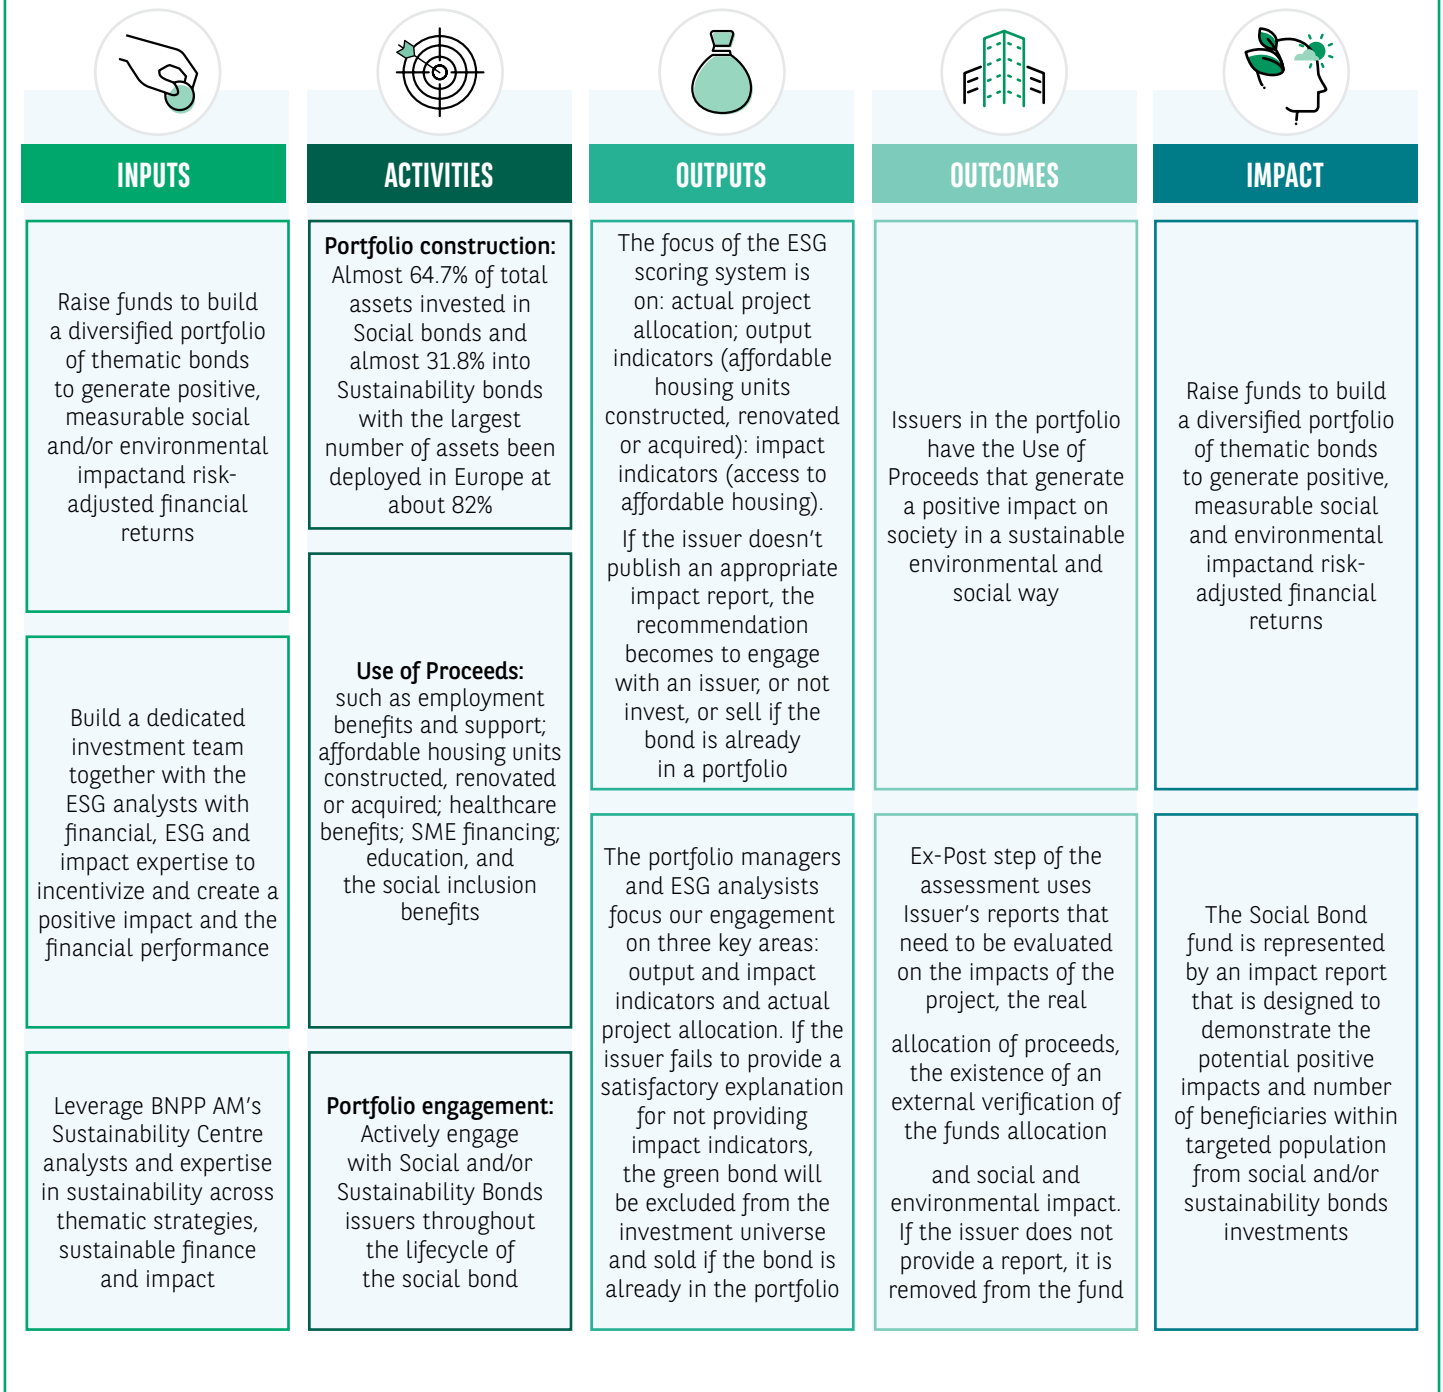 INPUTS
Raise funds to build
a diversified portfolio
of thematic bonds
to generate positive,
measurable social
and/or environmental
impactand risk-
adjusted financial
returns
Build a dedicated
investment team
together with the
ESG analysts with
financial, ESG and
impact expertise to
incentivize and create a
positive impact and the
financial performance
Leverage BNPP AM's
Sustainability Centre
analysts and expertise
in sustainability across
thematic strategies,
sustainable finance
and impact
ACTIVITIES
Portfolio construction:
Almost 64.7% of total
assets invested in
Social bonds and
almost 31.8% into
Sustainability bonds
with the largest
number of assets been
deployed in Europe at
about 82%
Use of Proceeds:
such as employment
benefits and support;
affordable housing units
constructed, renovated
or acquired; healthcare
benefits; SME financing;
education, and
the social inclusion
benefits
Portfolio engagement:
Actively engage
with Social and/or
Sustainability Bonds
issuers throughout
the lifecycle of
the social bond
OUTPUTS
The focus of the ESG
scoring system is
on: actual project
allocation; output
indicators (affordable
housing units
constructed, renovated
or acquired): impact
indicators (access to
affordable housing).
If the issuer doesn't
publish an appropriate
impact report, the
recommendation
becomes to engage
with an issuer, or not
invest, or sell if the
bond is already
in a portfolio
The portfolio managers
and ESG analysists
focus our engagement
on three key areas:
output and impact
indicators and actual
project allocation. If the
issuer fails to provide a
satisfactory explanation
for not providing
impact indicators,
the green bond will
be excluded from the
investment universe
and sold if the bond is
already in the portfolio
OUTCOMES
Issuers in the portfolio
have the Use of
Proceeds that generate
a positive impact on
society in a sustainable
environmental and
social way
Ex-Post step of the
assessment uses
Issuer's reports that
need to be evaluated
on the impacts of the
project, the real
allocation of proceeds,
the existence of an
external verification of
the funds allocation
and social and
environmental impact.
If the issuer does not
provide a report, it is
removed from the fund
IMPACT
Raise funds to build
a diversified portfolio
of thematic bonds
to generate positive,
measurable social
and environmental
impactand risk-
adjusted financial
returns
The Social Bond
fund is represented
by an impact report
that is designed to
demonstrate the
potential positive
impacts and number
of beneficiaries within
targeted population
from social and/or
sustainability bonds
investments